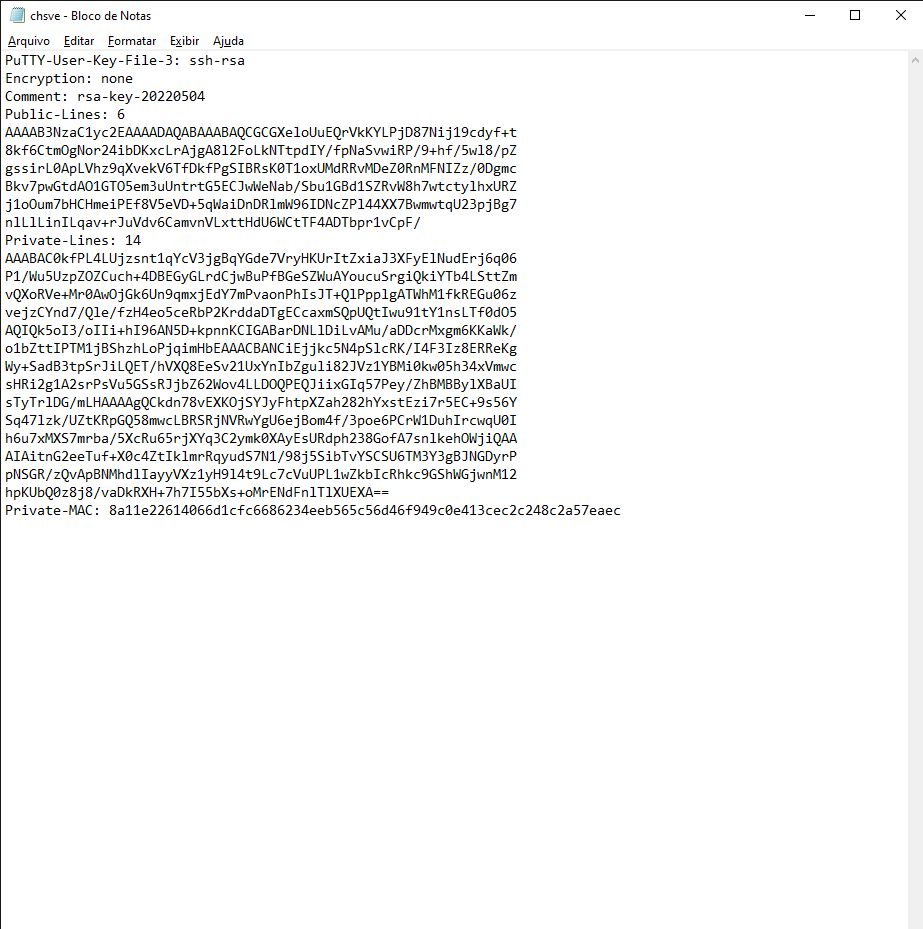 chsve - Bloco de Notas
Arquivo Editar Formatar Exibir Ajuda
PuTTY-User-Key-File-3: ssh-rsa
Encryption: none
Comment: rsa-key-20220504
Public-Lines: 6
AAAAB3NzaC1yc2EAAAADAQABAAABAQCGCGXeloUuEQrVkKYLPjD87Nij19cdyf+t
8kf6CtmOgNor24ibDKxcLrAjgA8l2FoLkNTtpdIY/fpNaSvwiRP/9+hf/5wl8/pZ
gssirL0ApLVhz9qXvekV6TfDkfPgSIBRsK0T1oxUMdRRvMDeZ0RnMFNIZz/0Dgmc
Bkv7pwGtdAO1GTO5em3uUntrtG5ECJwWeNab/Sbu1GBd1SZRvW8h7wtctylhxURZ
j1oOum7bHCHmeiPEf8V5eVD+5qWaiDnDRlmW96IDNcZPl44XX7BwmwtqU23pjBg7
nlLlLinILqav+rJuVdv6CamvnVLxttHdU6WCtTF4ADTbpr1vCpF/
Private-Lines: 14
AAABAC0kfPL4LUjzsnt1qYcV3jgBqYGde7VryHKUrItZxiaJ3XFyElNudErj6q06
P1/Wu5UzpZOZCuch+4DBEGyGLrdCjwBuPfBGeSZWuAYoucuSrgiQkiYTb4LSttZm
vQXoRVe+Mr0AwOjGk6Un9qmxjEdY7mPvaonPhIsJT+QlPpplgATWhM1fkREGu06z
vejzCYnd7/Qle/fzH4eo5ceRbP2KrddaDTgECcaxmSQpUQtIwu91tY1nsLTf0dO5
AQIQk5oI3/oIIi+hI96AN5D+kpnnKCIGABarDNLlDiLvAMu/aDDcrMxgm6KKaWk/
o1bZttIPTM1jBShzhLoPjqimHbEAAACBANCiEjjkc5N4pSlcRK/I4F3Iz8ERReKg
Wy+SadB3tpSrJiLQET/hVXQ8EeSv21UxYnIbZguli82JVz1YBMi0kw05h34xVmwc
sHRi2g1A2srPsVu5GSsRJjbZ62Wov4LLDOQPEQJiixGIq57Pey/ZhBMBBylXBaUI
sTyTrlDG/mLHAAAAgQCkdn78vEXKOjSYJyFhtpXZah282hYxstEzi7r5EC+9s56Y
Sq47lzk/UZtKRpGQ58mwcLBRSRjNVRwYgU6ejBom4f/3poe6PCrW1DuhIrcwqU0I
h6u7xMXS7mrba/5XcRu65rjXYq3C2ymk0XAyEsURdph238GofA7snlkehOWjiQAA
AIAitnG2eeTuf+X0c4ZtIklmrRqyudS7N1/98j5SibTvYSCSU6TM3Y3gBJNGDyrP
pNSGR/zQvApBNMhdlIayyVXz1yH9l4t9Lc7cVuUPL1wZkbIcRhkc9GShWGjwnM12
hpKUbQ0z8j8/vaDkRXH+7h7I55bXs+oMrENdFnlTlXUEXA==
Private-MAC: 8a11e22614066d1cfc6686234eeb565c56d46f949c0e413cec2c248c2a57eaec